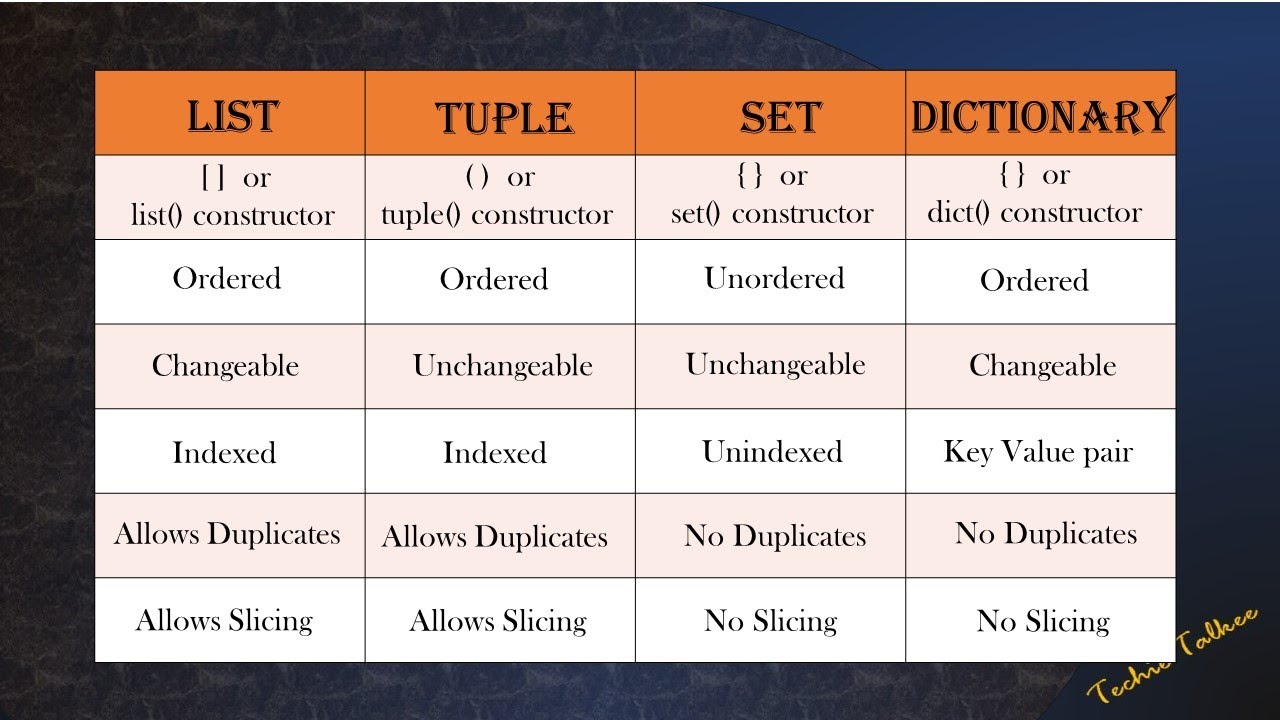 LIST TUPLE SET DICTIONARY
[ ] or ( ) or { } or { } or
list() constructor tuple() constructor set() constructor dict() constructor
Ordered Ordered Unordered Ordered
Changeable Unchangeable Unchangeable Changeable
Indexed Indexed Unindexed Key Value pair
Allows Duplicates Allows Duplicates No Duplicates No Duplicates
Allows Slicing Allows Slicing No Slicing No Slicing
Techie Talkee